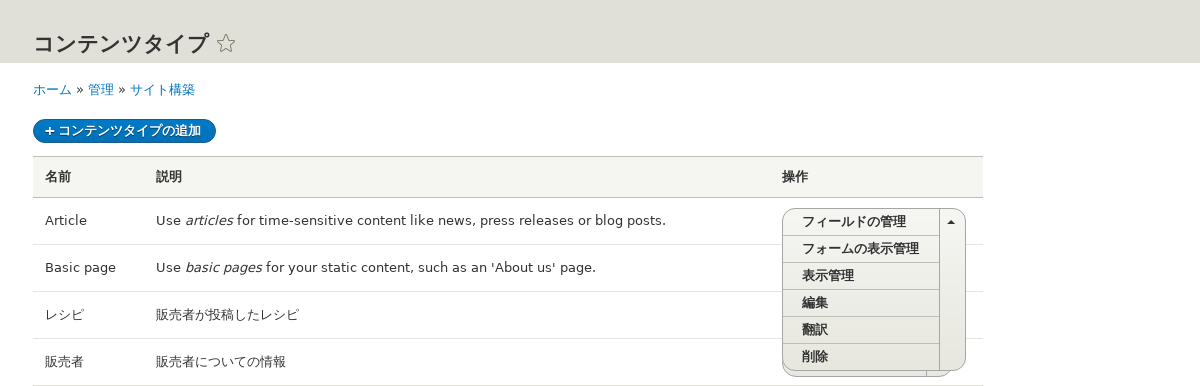 コンテンツタイプ
ホーム » 管理 » サイト構築
+ コンテンツタイプの追加
名前 説明 操作
Article Use articles for time-sensitive content like news, press releases or blog posts.
フィールドの管理
フォームの表示管理
Basic page Use basic pages for your static content, such as an 'About us' page.
表示管理
編集
レシピ 販売者が投稿したレシピ
翻訳
販売者 販売者についての情報
削除